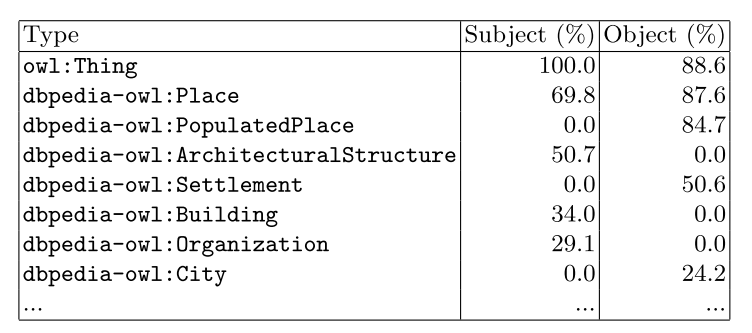 Type Subject (%) Object (%)
owl:Thing 100.0 88.6
dbpedia-owl:Place 69.8 87.6
dbpedia-owl:PopulatedPlace 0.0 84.7
dbpedia-owl:ArchitecturalStructure 50.7 0.0
dbpedia-owl:Settlement 0.0 50.6
dbpedia-owl:Building 34.0 0.0
dbpedia-owl:Organization 29.1 0.0
dbpedia-owl:City 0.0 24.2
... ... ...